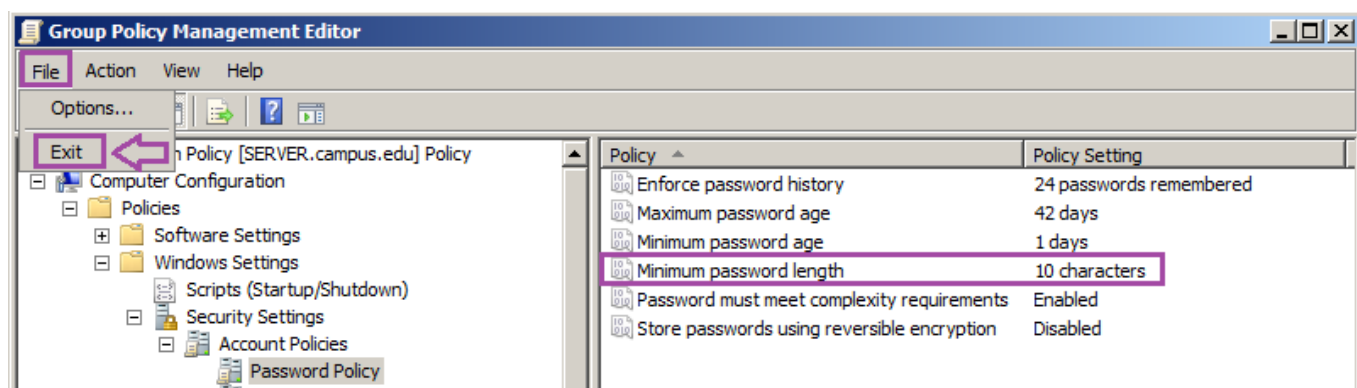 Group Policy Management Editor
File Action View Help
Options...
Exit
n Policy [SERVER.campus.edu] Policy
Computer Configuration
Policies
Software Settings
Windows Settings
Scripts (Startup/Shutdown)
Security Settings
Account Policies
Password Policy
Policy Policy Setting
Enforce password history 24 passwords remembered
Maximum password age 42 days
Minimum password age 1 days
Minimum password length 10 characters
Password must meet complexity requirements Enabled
Store passwords using reversible encryption Disabled